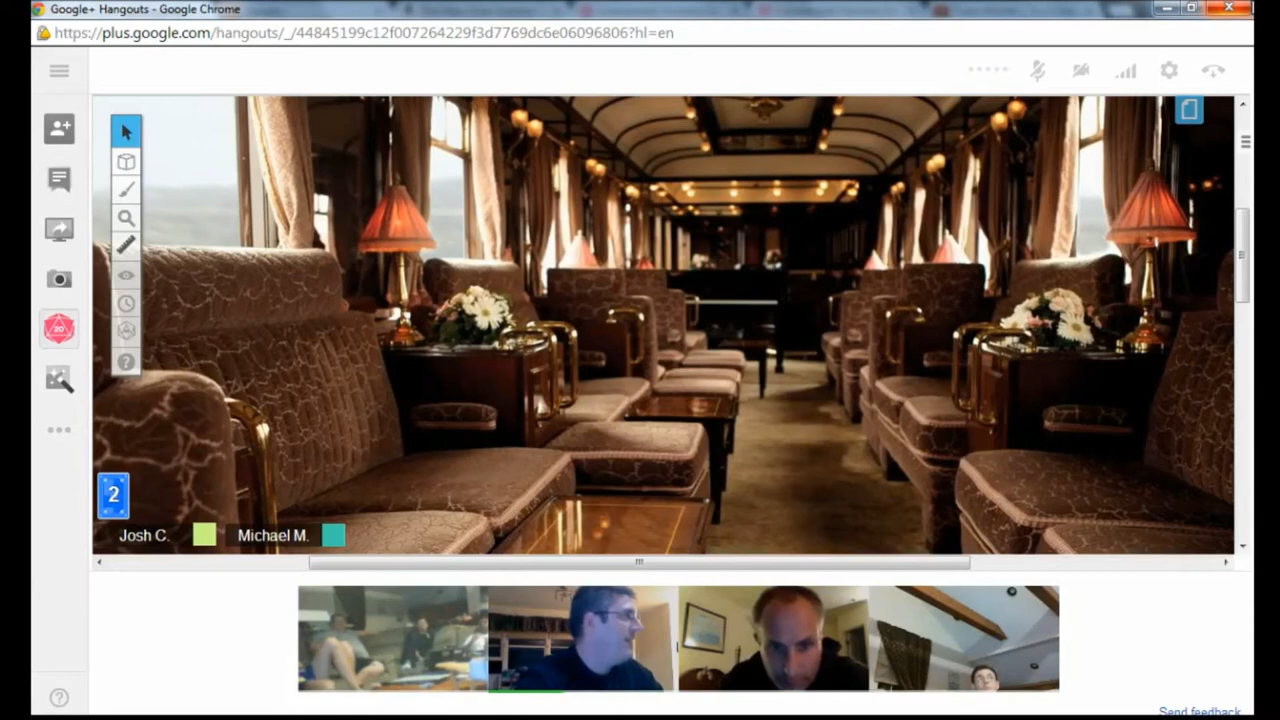 Google+ Hangouts - Google Chrome
https://plus.google.com/hangouts/_/44845199c12f007264229f3d7769dc6e06096806?hl=en
20
2
Josh C.
Michael M.
Send feedback